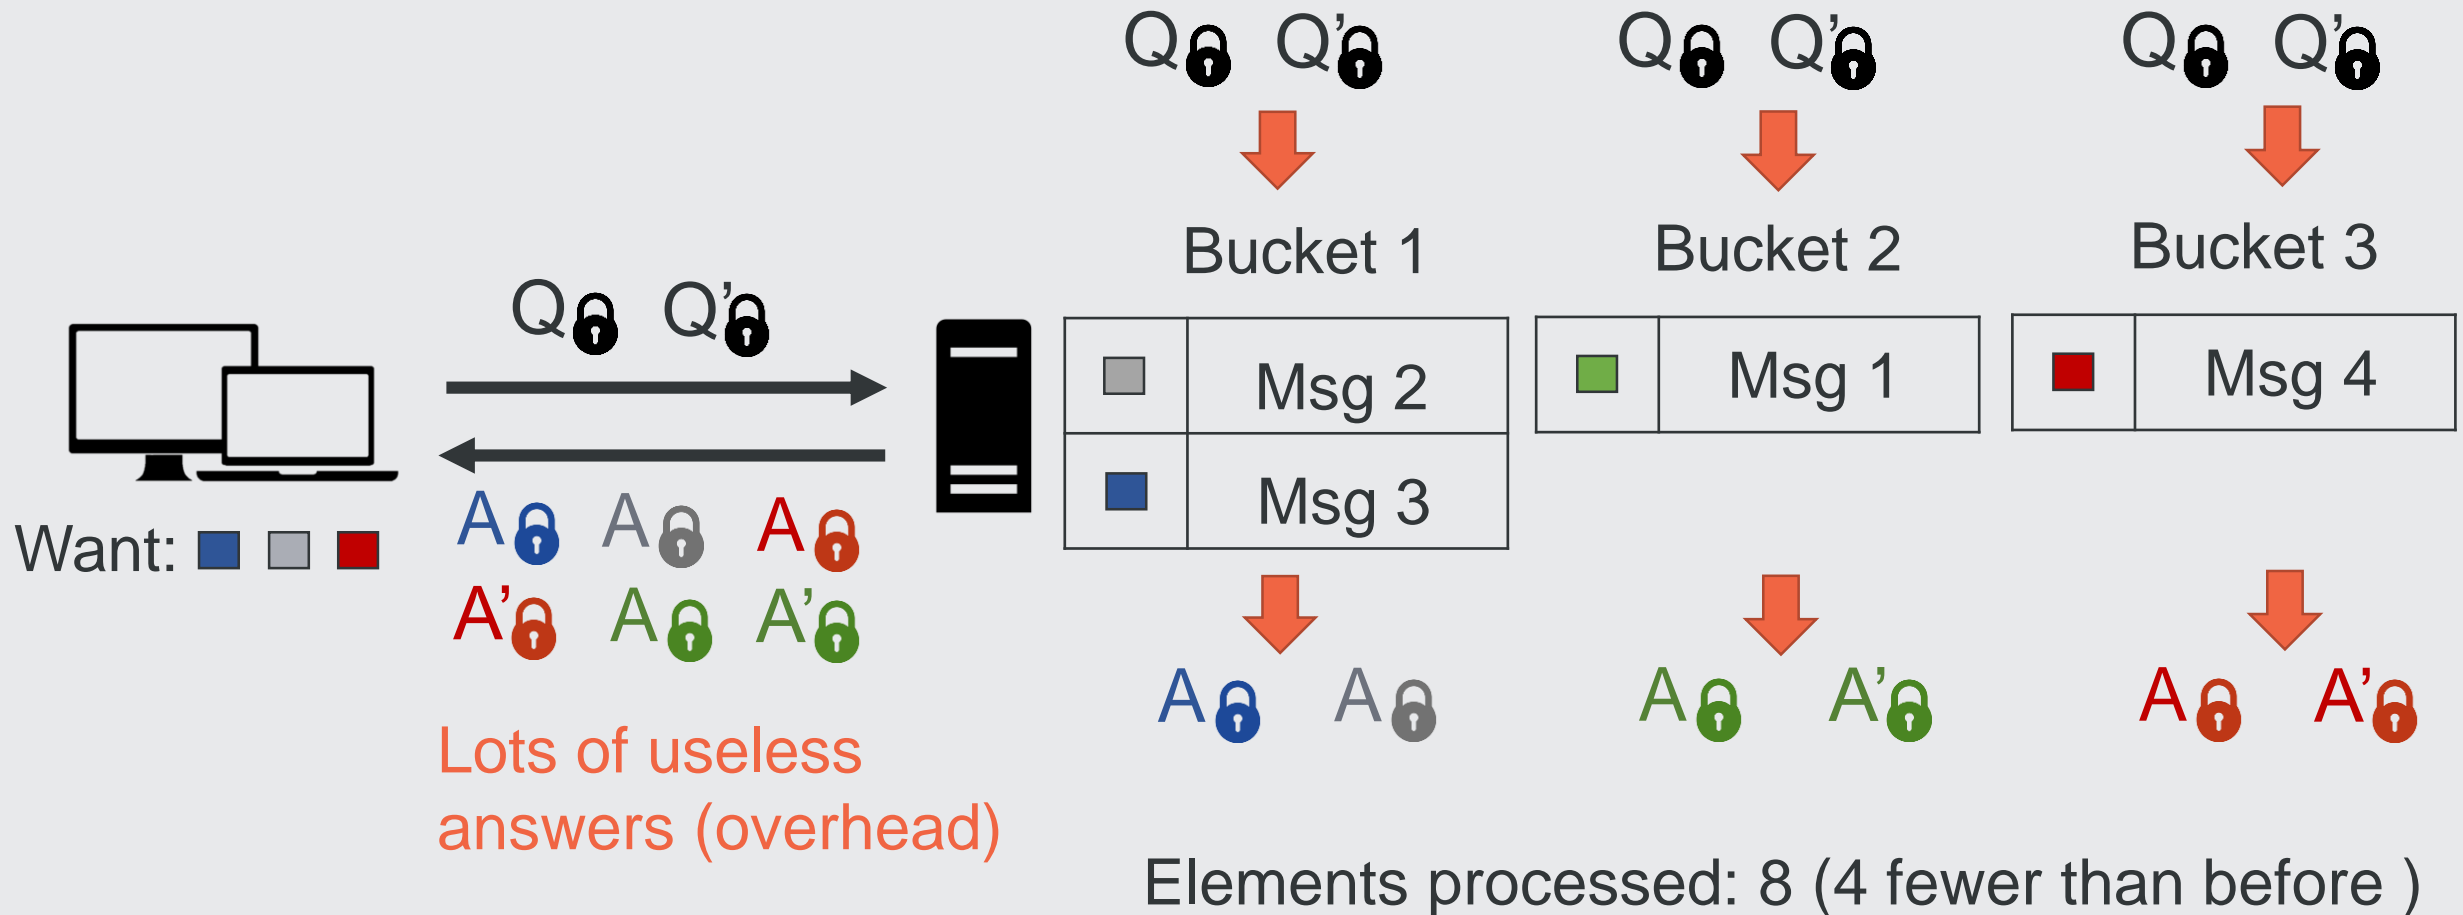 Q Q’ Q Q’ Q Q’
Bucket 1 Bucket 2 Bucket 3
Q Q’
Msg 2 Msg 1 Msg 4
Msg 3
A A A
Want:
A’ A A’
A A A A’ A A’
Lots of useless
answers (overhead)
Elements processed: 8 (4 fewer than before )